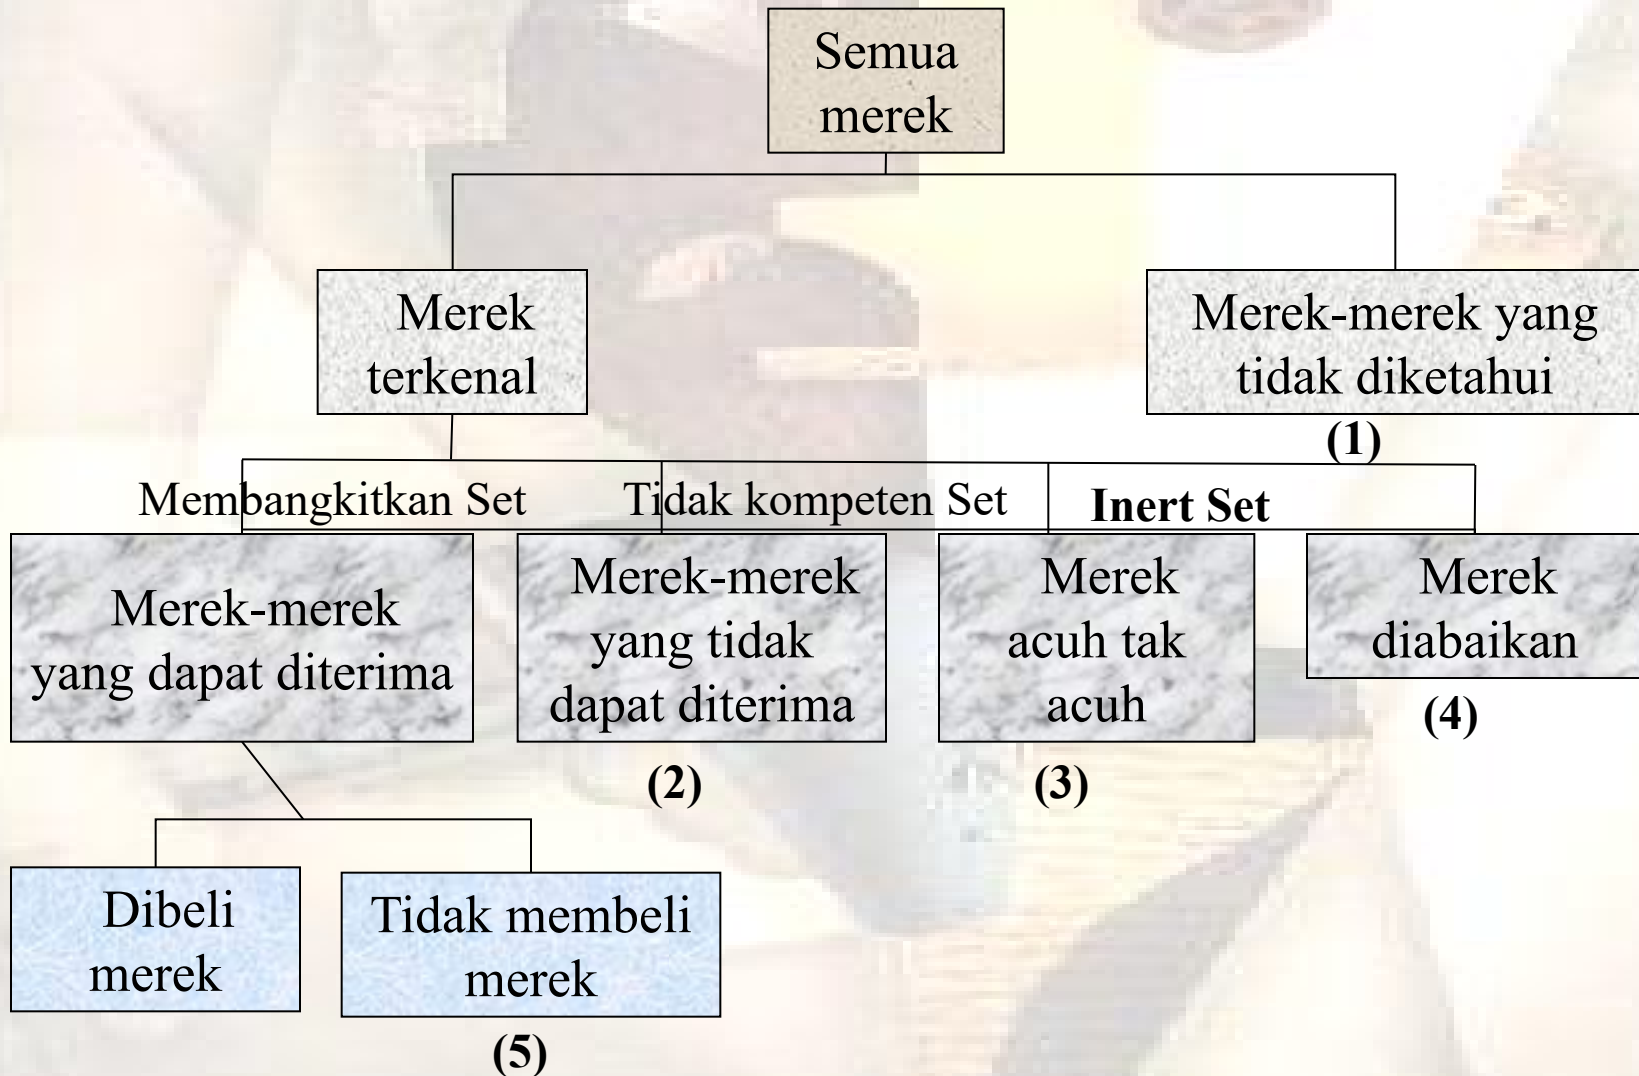 Semua
merek
Merek
terkenal
Merek-merek yang
tidak diketahui
(1)
Membangkitkan Set
Tidak kompeten Set
Inert Set
Merek-merek
yang dapat diterima
Merek-merek
yang tidak
dapat diterima
(2)
Merek
acuh tak
acuh
(3)
Merek
diabaikan
(4)
Dibeli
merek
Tidak membeli
merek
(5)